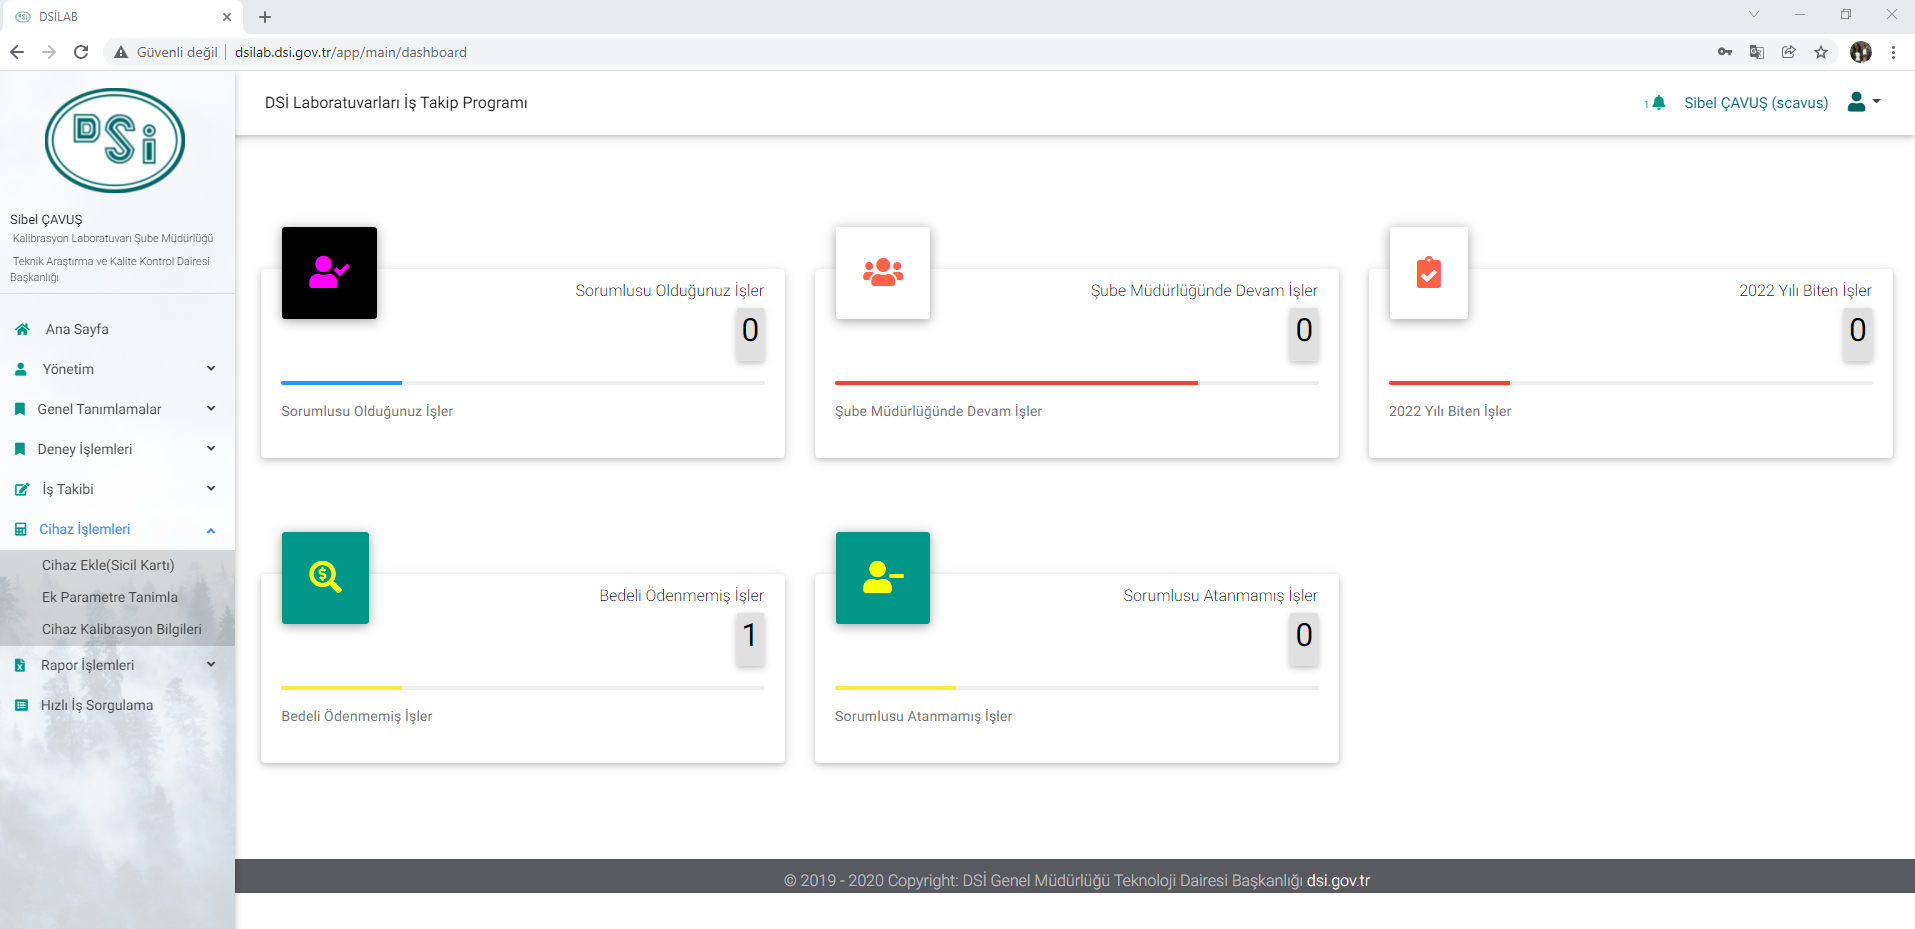 DSİLAB
Güvenli değil
dsilab.dsi.gov.tr/app/main/dashboard
DSi
DSİ Laboratuvarları İş Takip Programı
1
Sibel ÇAVUŞ (scavus)
Sibel ÇAVUŞ
Kalibrasyon Laboratuvarı Şube Müdürlüğü
Teknik Araştırma ve Kalite Kontrol Dairesi
Başkanlığı
Ana Sayfa
Yönetim
Genel Tanımlamalar
Deney İşlemleri
İş Takibi
Cihaz İşlemleri
Cihaz Ekle(Sicil Kartı)
Ek Parametre Tanimla
Cihaz Kalibrasyon Bilgileri
Rapor İşlemleri
Hızlı İş Sorgulama
Sorumlusu Olduğunuz İşler
0
Sorumlusu Olduğunuz İşler
Şube Müdürlüğünde Devam İşler
0
Şube Müdürlüğünde Devam İşler
2022 Yılı Biten İşler
0
2022 Yılı Biten İşler
Bedeli Ödenmemiş İşler
1
Bedeli Ödenmemiş İşler
Sorumlusu Atanmamış İşler
0
Sorumlusu Atanmamış İşler
© 2019 - 2020 Copyright: DSİ Genel Müdürlüğü Teknoloji Dairesi Başkanlığı dsi.gov.tr